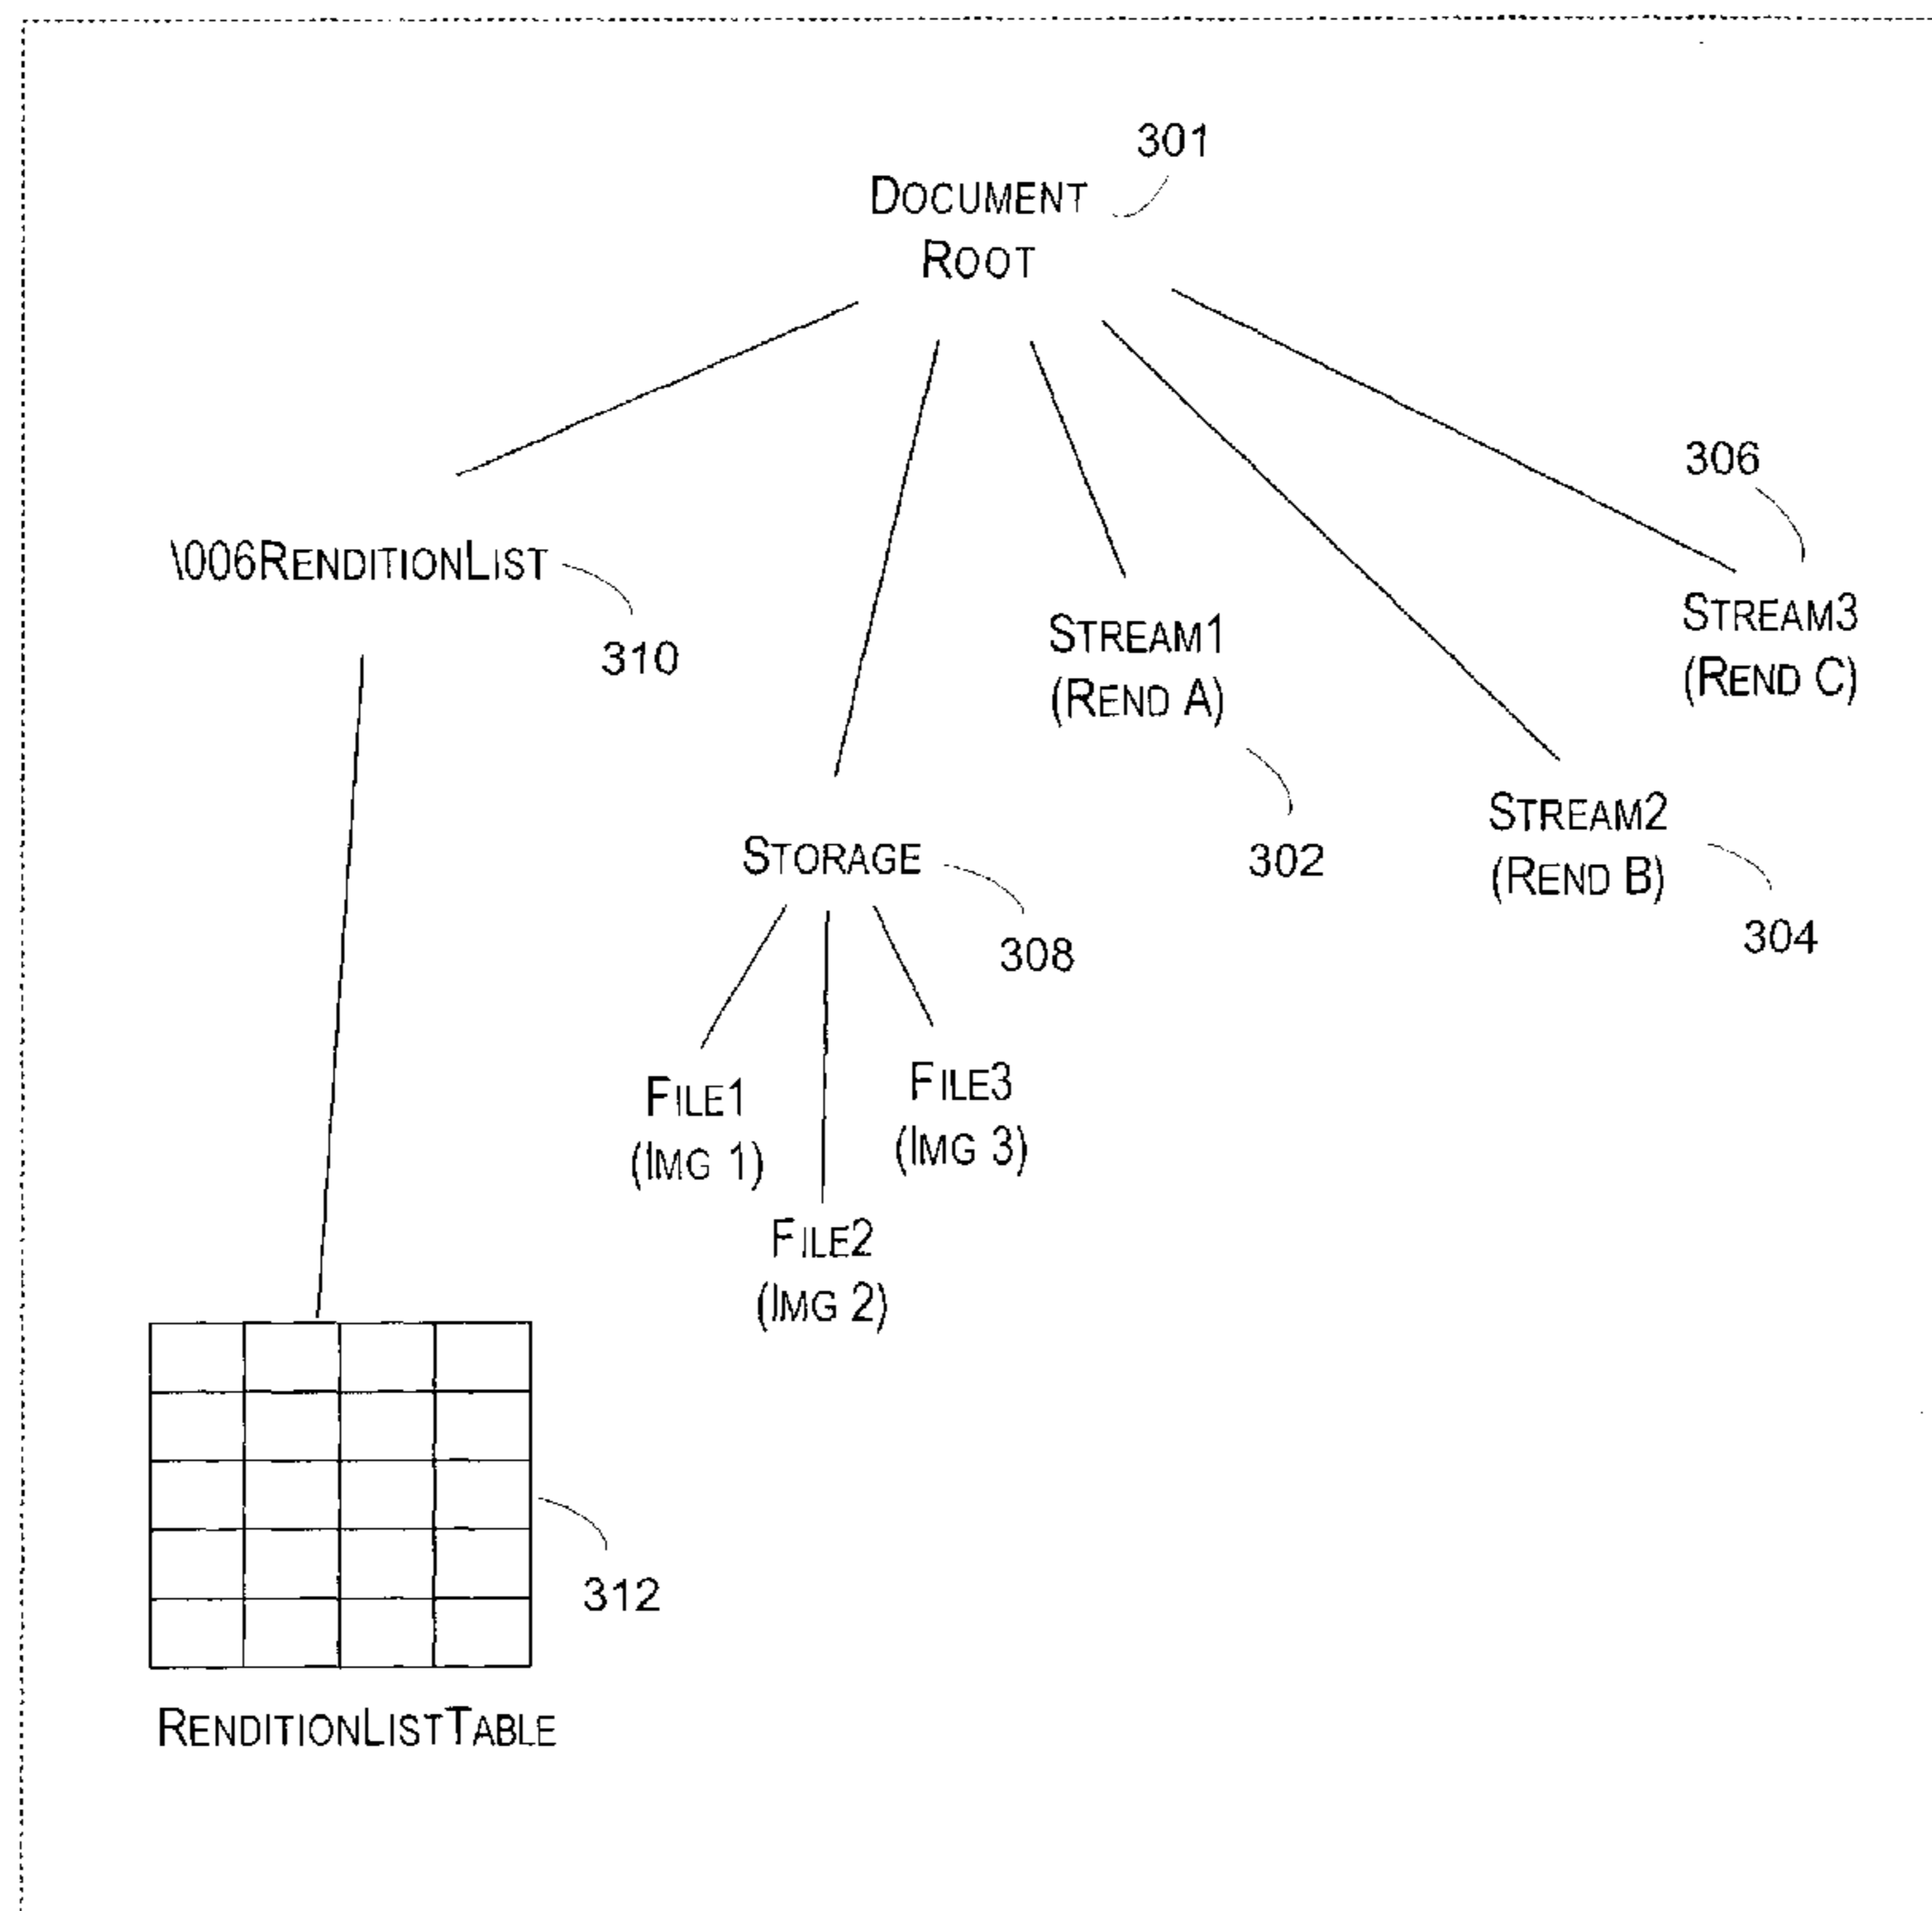 301
DOCUMENT
ROOT
306
\006RENDITIONLIST
310
STREAM1
(REND A)
302
STREAM3
(REND C)
STREAM2
(REND B)
304
STORAGE
308
FILE1
(IMG 1)
FILE3
(IMG 3)
FILE2
(IMG 2)
312
RENDITIONLISTTABLE